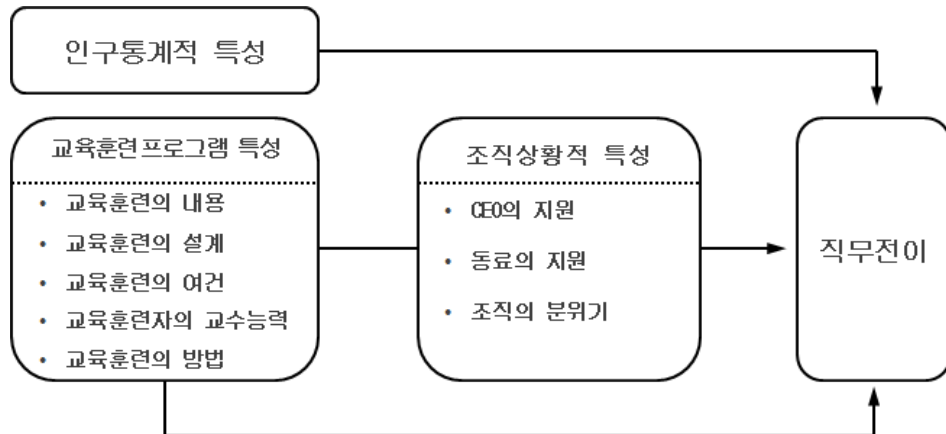 인구통계적 특성
교육훈련프로그램 특성
• 교육훈련의 내용
• 교육훈련의 설계
• 교육훈련의 여건
• 교육훈련자의 교수능력
• 교육훈련의 방법
조직상황적 특성
• CEO의 지원
• 동료의 지원
• 조직의 분위기
직무전이